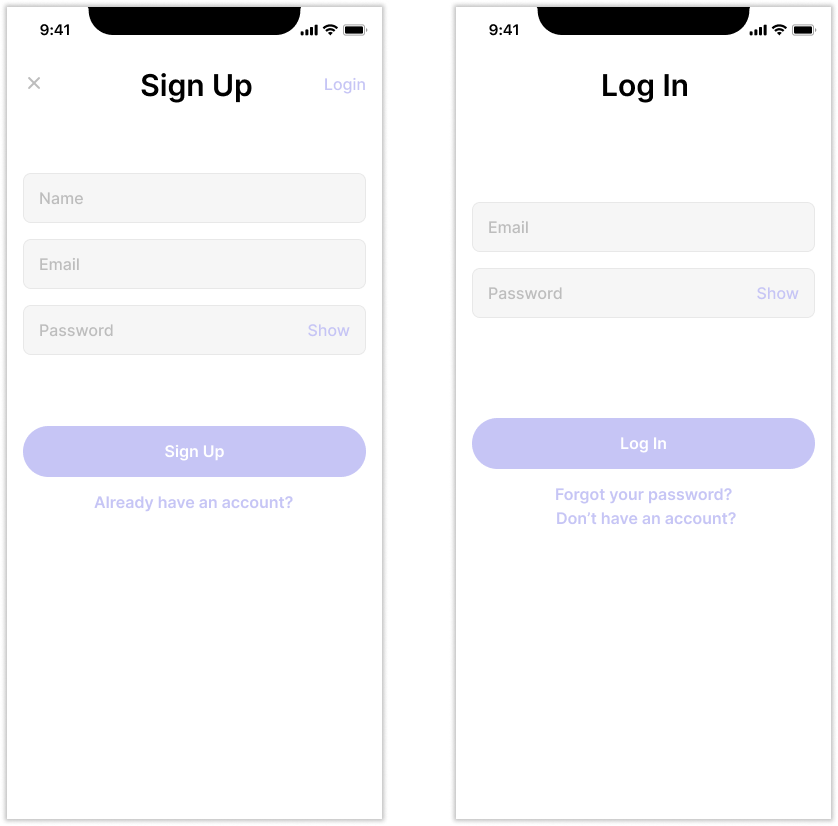 9:41
Sign Up
Login
Name
Email
Password
Show
Sign Up
Already have an account?
9:41
Log In
Email
Password
Show
Log In
Forgot your password?
Don’t have an account?